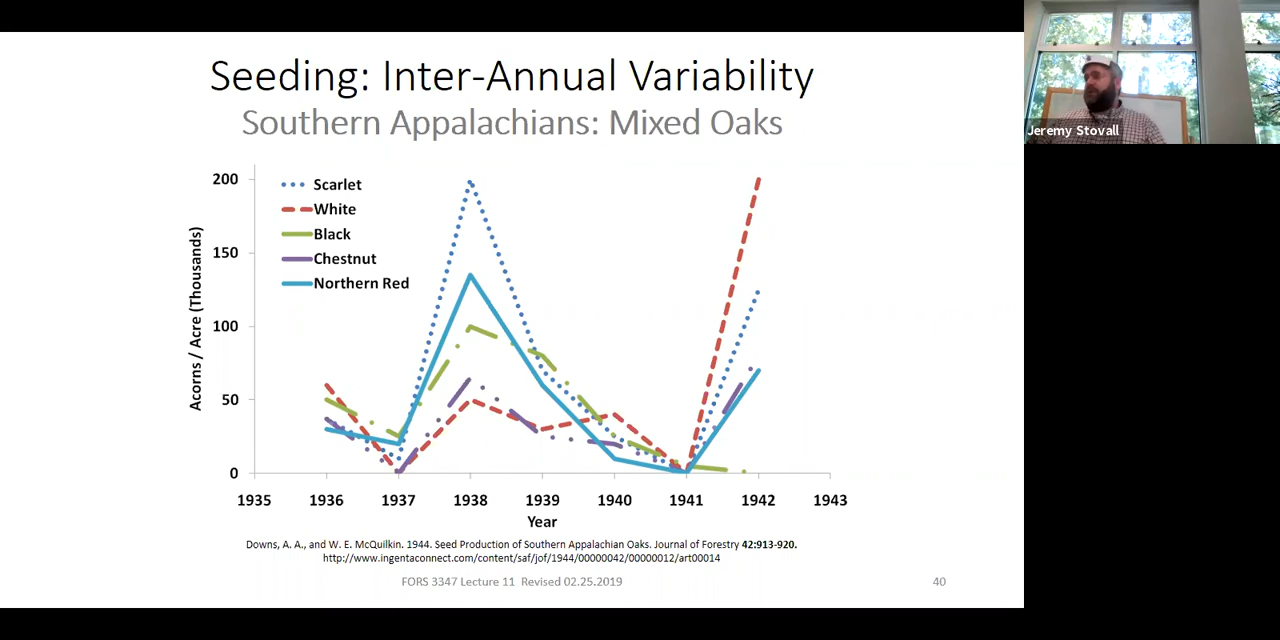 Seeding: Inter-Annual Variability
Southern Appalachians: Mixed Oaks
Jeremy Stovall
200
150
100
50
0
Acorns / Acre (Thousands)
Scarlet
White
Black
Chestnut
Northern Red
1935 1936 1937 1938 1939 1940 1941 1942 1943
Year
Downs, A. A., and W. E. McQuilkin. 1944. Seed Production of Southern Appalachian Oaks. Journal of Forestry 42:913-920.
http://www.ingentaconnect.com/content/saf/jof/1944/00000042/00000012/art00014
FORS 3347 Lecture 11 Revised 02.25.2019
40